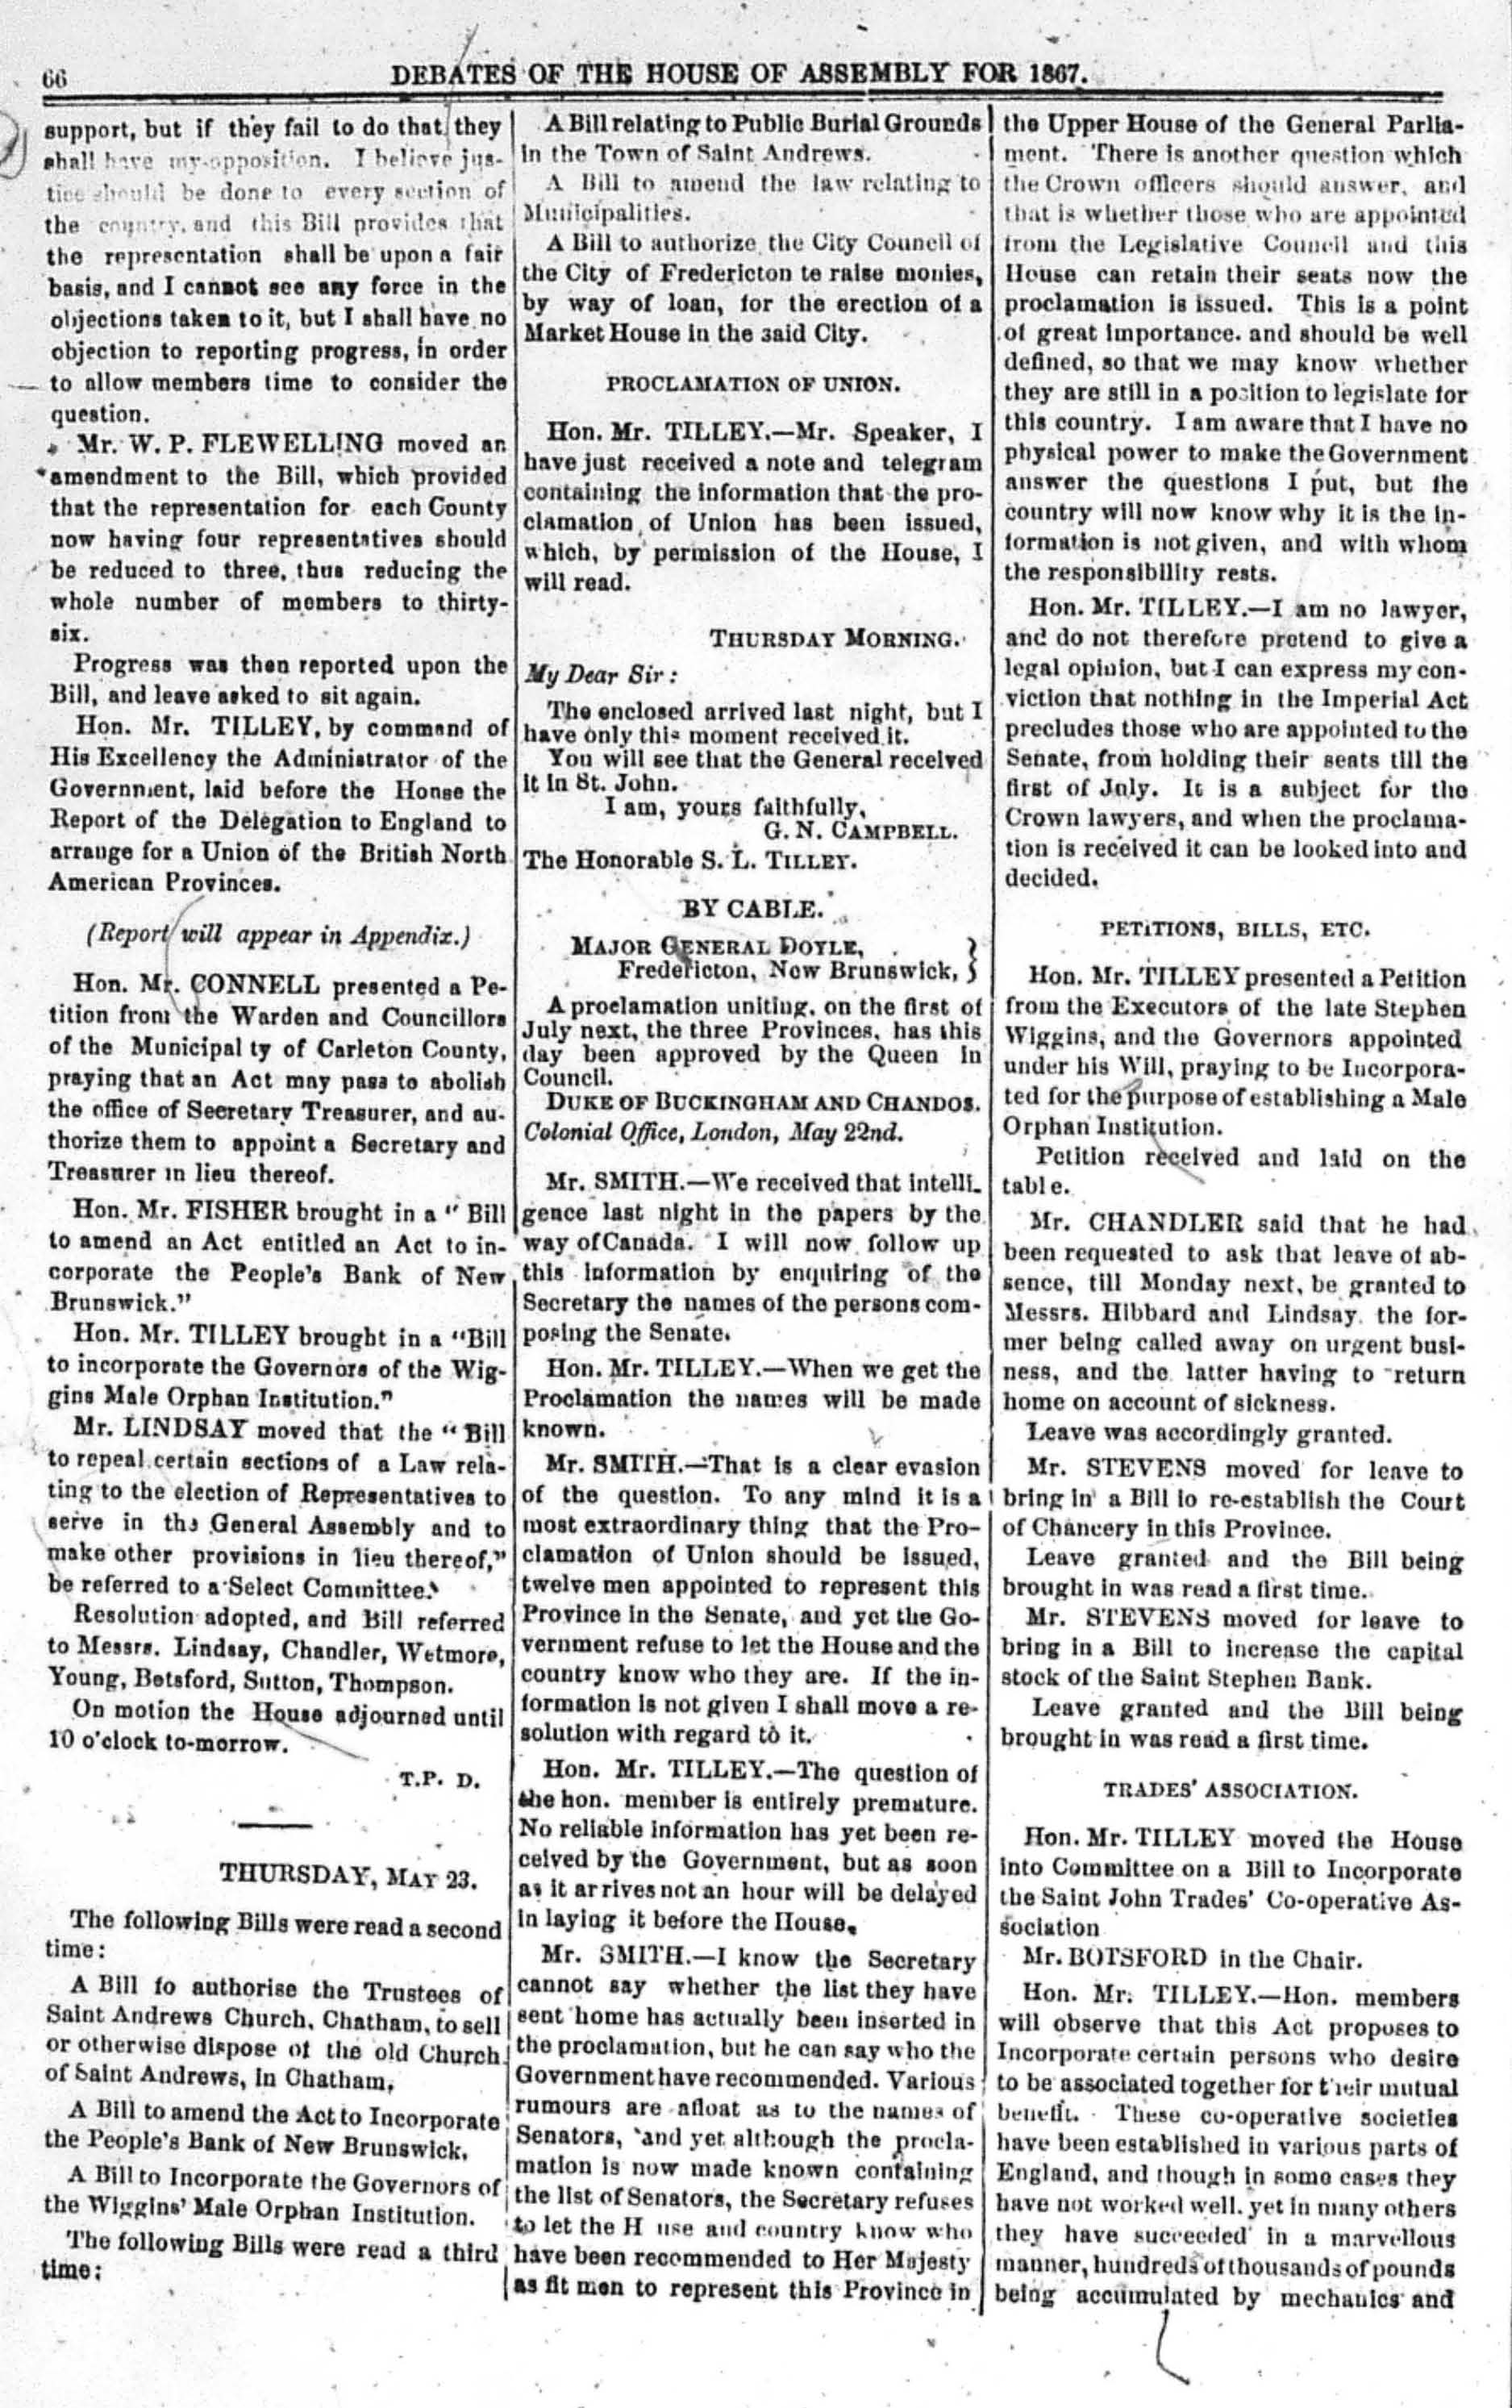 66
DEBATES OF THE HOUSE OF ASSEMBLY FOR 1867.
support, but if they fail to do that they
shall have my opposition. I believe jus-
tice should be done to every section of
the country, and this Bill provides that
the representation shall be upon a fair
basis, and I cannot see any force in the
objections taken to it, but I shall have no
objection to reporting progress, in order
to allow members time to consider the
question.
Mr. W. P. FLEWELLING moved an
amendment to the Bill, which provided
that the representation for each County
now having four representatives should
be reduced to three, thus reducing the
whole number of members to thirty-
six.
Progress was then reported upon the
Bill, and leave asked to sit again.
Hon. Mr. TILLEY, by command of
His Excellency the Administrator of the
Government, laid before the House the
Report of the Delegation to England to
arrange for a Union of the British North
American Provinces.
(Report will appear in Appendix.)
Hon. Mr. CONNELL presented a Pe-
tition from the Warden and Councillors
of the Municipal ty of Carleton County,
praying that an Act may pass to abolish
the office of Secretary Treasurer, and au-
thorize them to appoint a Secretary and
Treasurer in lieu thereof.
Hon. Mr. FISHER brought in a "Bill
to amend an Act entitled an Act to in-
corporate the People's Bank of New
Brunswick."
Hon. Mr. TILLEY brought in a "Bill
to incorporate the Governors of the Wig-
gins Male Orphan Institution."
Mr. LINDSAY moved that the "Bill
to repeal certain sections of a Law rela-
ting to the election of Representatives to
serve in the General Assembly and to
make other provisions in lieu thereof,"
be referred to a Select Committee.
Resolution adopted, and Bill referred
to Messrs. Lindsay, Chandler, Wetmore,
Young, Botsford, Sutton, Thompson.
On motion the House adjourned until
10 o'clock to-morrow.
T.P. D.
THURSDAY, MAY 23.
The following Bills were read a second
time:
A Bill to authorise the Trustees of
Saint Andrews Church, Chatham, to sell
or otherwise dispose of the old Church
of Saint Andrews, in Chatham.
A Bill to amend the Act to Incorporate
the People's Bank of New Brunswick,
A Bill to Incorporate the Governors of
the Wiggins' Male Orphan Institution.
The following Bills were read a third
time:
A Bill relating to Public Burial Grounds
in the Town of Saint Andrews.
A Bill to amend the law relating to
Municipalities.
A Bill to authorize the City Council of
the City of Fredericton te raise monies,
by way of loan, for the erection of a
Market House in the said City.
PROCLAMATION OF UNION.
Hon. Mr. TILLEY.—Mr. Speaker, I
have just received a note and telegram
containing the information that the pro-
clamation of Union has been issued,
which, by permission of the House, I
will read.
THURSDAY MORNING.
My Dear Sir:
The enclosed arrived last night, but I
have only this moment received it.
You will see that the General received
it in St. John.
I am, yours faithfully,
G. N. CAMPBELL.
The Honorable S. L. TILLEY.
BY CABLE.
MAJOR GENERAL DOYLE,
Fredericton, New Brunswick, }
A proclamation uniting, on the first of
July next, the three Provinces, has this
day been approved by the Queen in
Council.
DUKE OF BUCKINGHAM AND CHANDOS.
Colonial Office, London, May 22nd.
Mr. SMITH.—We received that intelli-
gence last night in the papers by the
way of Canada. I will now follow up
this information by enquiring of the
Secretary the names of the persons com-
posing the Senate.
Hon. Mr. TILLEY.—When we get the
Proclamation the names will be made
known.
Mr. SMITH.—That is a clear evasion
of the question. To any mind it is a
most extraordinary thing that the Pro-
clamation of Union should be issued,
twelve men appointed to represent this
Province in the Senate, and yet the Go-
vernment refuse to let the House and the
country know who they are. If the in-
formation is not given I shall move a re-
solution with regard to it.
Hon. Mr. TILLEY.—The question of
the hon. member is entirely premature.
No reliable information has yet been re-
ceived by the Government, but as soon
as it arrives not an hour will be delayed
in laying it before the House.
Mr. SMITH.—I know the Secretary
cannot say whether the list they have
sent home has actually been inserted in
the proclamation, but he can say who the
Government have recommended. Various
rumours are afloat as to the names of
Senators, and yet although the procla-
mation is now made known containing
the list of Senators, the Secretary refuses
to let the H use and country know who
have been recommended to Her Majesty
as fit men to represent this Province in
the Upper House of the General Parlia-
ment. There is another question which
the Crown officers should answer, and
that is whether those who are appointed
from the Legislative Council and this
House can retain their seats now the
proclamation is issued. This is a point
of great importance. and should be well
defined, so that we may know whether
they are still in a position to legislate for
this country. I am aware that I have no
physical power to make the Government
answer the questions I put, but the
country will now know why it is the in-
formation is not given, and with whom
the responsibility rests.
Hon. Mr. TILLEY.—I am no lawyer,
and do not therefore pretend to give a
legal opinion, but I can express my con-
viction that nothing in the Imperial Act
precludes those who are appointed to the
Senate, from holding their seats till the
first of July. It is a subject for the
Crown lawyers, and when the proclama-
tion is received it can be looked into and
decided.
PETITIONS, BILLS, ETC.
Hon. Mr. TILLEY presented a Petition
from the Executors of the late Stephen
Wiggins, and the Governors appointed
under his Will, praying to be Incorpora-
ted for the purpose of establishing a Male
Orphan Institution.
Petition received and laid on the
table.
Mr. CHANDLER said that he had
been requested to ask that leave of ab-
sence, till Monday next, be granted to
Messrs. Hibbard and Lindsay, the for-
mer being called away on urgent busi-
ness, and the latter having to return
home on account of sickness.
Leave was accordingly granted.
Mr. STEVENS moved for leave to
bring in a Bill to re-establish the Court
of Chancery in this Province.
Leave granted and the Bill being
brought in was read a first time.
Mr. STEVENS moved for leave to
bring in a Bill to increase the capital
stock of the Saint Stephen Bank.
Leave granted and the Bill being
brought in was read a first time.
TRADES' ASSOCIATION.
Hon. Mr. TILLEY moved the House
into Committee on a Bill to Incorporate
the Saint John Trades' Co-operative As-
sociation
Mr. BOTSFORD in the Chair.
Hon. Mr. TILLEY.—Hon. members
will observe that this Act proposes to
Incorporate certain persons who desire
to be associated together for their mutual
benefit. These co-operative societies
have been established in various parts of
England, and though in some cases they
have not worked well, yet in many others
they have succeeded in a marvellous
manner, hundreds of thousands of pounds
being accumulated by mechanics and